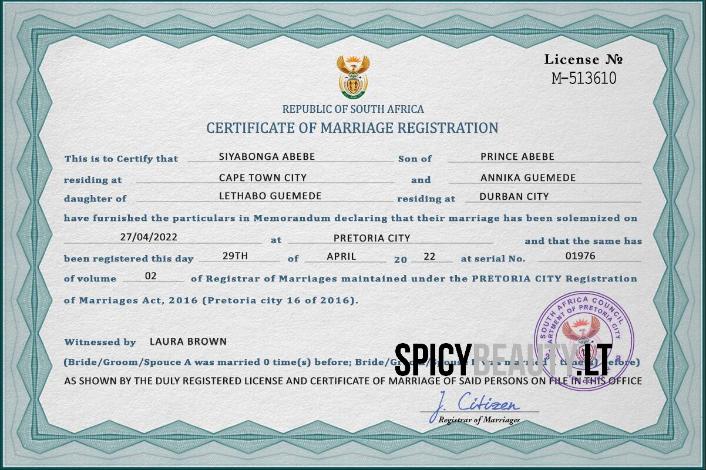 License №
M-513610
REPUBLIC OF SOUTH AFRICA
CERTIFICATE OF MARRIAGE REGISTRATION
This is to Certify that SIYABONGA ABEBE Son of PRINCE ABEBE
residing at CAPE TOWN CITY and ANNIKA GUEMEDE
daughter of LETHABO GUEMEDE residing at DURBAN CITY
have furnished the particulars in Memorandum declaring that their marriage has been solemnized on
27/04/2022 at PRETORIA CITY and that the same has
been registered this day 29TH of APRIL 20 22 at serial No. 01976
of volume 02 of Registrar of Marriages maintained under the PRETORIA CITY Registration
of Marriages Act, 2016 (Pretoria city 16 of 2016).
SOUTH AFRICA COUNCIL
PRETORIA CITY
Witnessed by LAURA BROWN
(Bride/Groom/Spouce A was married 0 time(s) before; Bride/ before)
SPICYBEAUTY.LT
AS SHOWN BY THE DULY REGISTERED LICENSE AND CERTIFICATE OF MARRIAGE OF SAID PERSONS ON FILE IN THIS OFFICE
J. Citizen
Registrar of Marriages